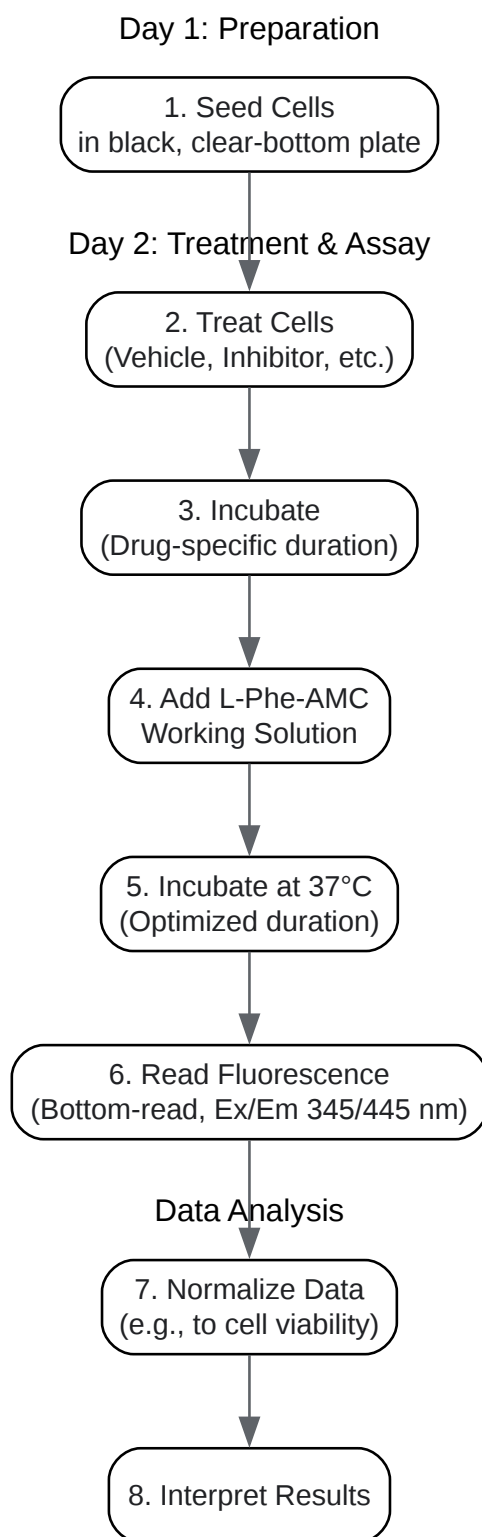 Day 1: Preparation
1. Seed Cells
in black, clear-bottom plate
Day 2: Treatment & Assay
2. Treat Cells
(Vehicle, Inhibitor, etc.)
3. Incubate
(Drug-specific duration)
4. Add L-Phe-AMC
Working Solution
5. Incubate at 37°C
(Optimized duration)
6. Read Fluorescence
(Bottom-read, Ex/Em 345/445 nm)
Data Analysis
7. Normalize Data
(e.g., to cell viability)
8. Interpret Results